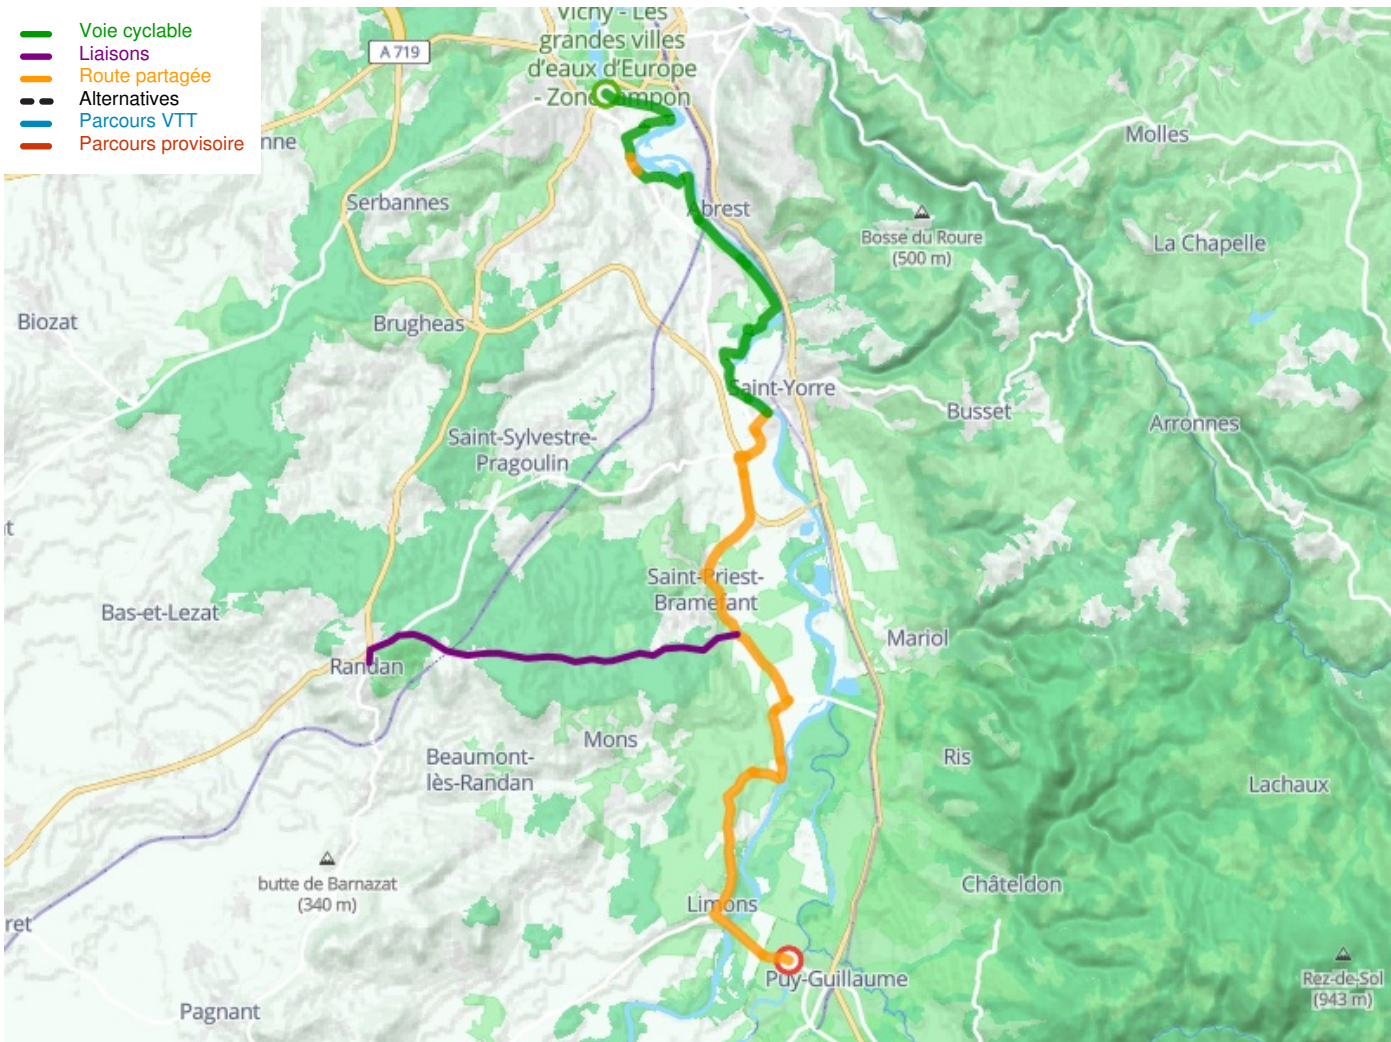 Voie cyclable
Liaisons
Route partagée
Alternatives
Parcours VTT
Parcours provisoire
A 719
Vichy - Les
grandes villes
d'eaux d'Europe
- Zone
nne
Molles
Serbannes
Abrest
Bosse du Roure
(500 m)
La Chapelle
Biozat
Brugheas
Saint-Yorre
Busset
Arronnes
Saint-Sylvestre-
Pragoulin
Saint-Priest-
Bramefant
Bas-et-Lezat
Mariol
Randan
Mons
Beaumont-
lès-Randan
Ris
Lachaux
butte de Barnazat
(340 m)
Châteldon
Limons
ret
Puy-Guillaume
Rez-de-Sol
(943 m)
Pagnant